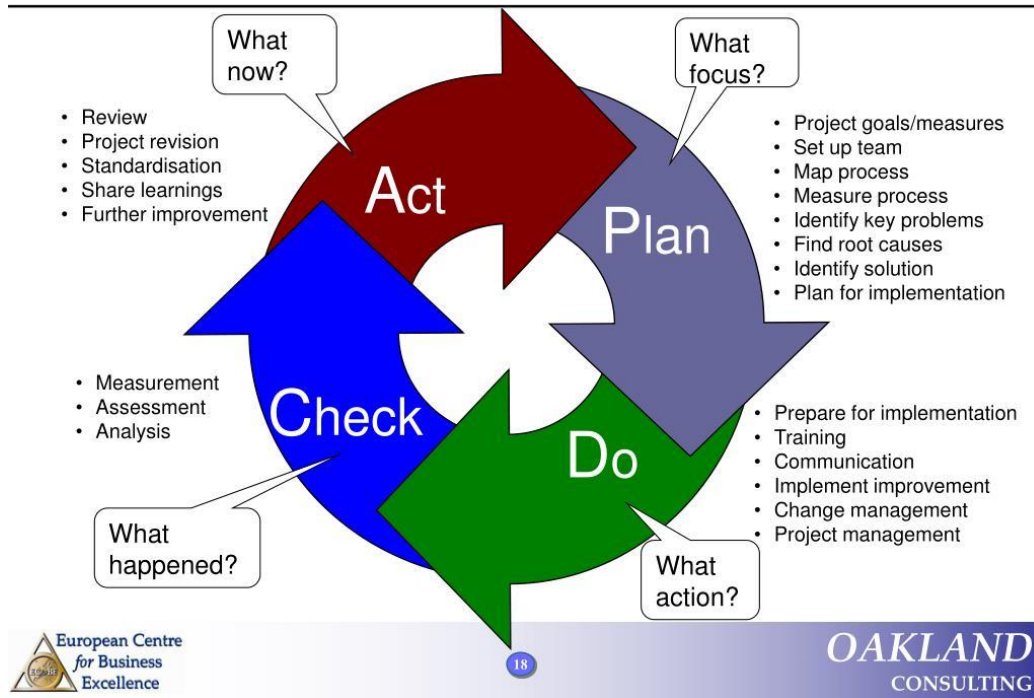 What
now?
What
focus?
• Review
• Project revision
• Standardisation
• Share learnings
• Further improvement
Act
Plan
• Project goals/measures
• Set up team
• Map process
• Measure process
• Identify key problems
• Find root causes
• Identify solution
• Plan for implementation
• Measurement
• Assessment
• Analysis
Check
Do
• Prepare for implementation
• Training
• Communication
• Implement improvement
• Change management
• Project management
What
happened?
What
action?
European Centre
for Business
Excellence
18
OAKLAND
CONSULTING